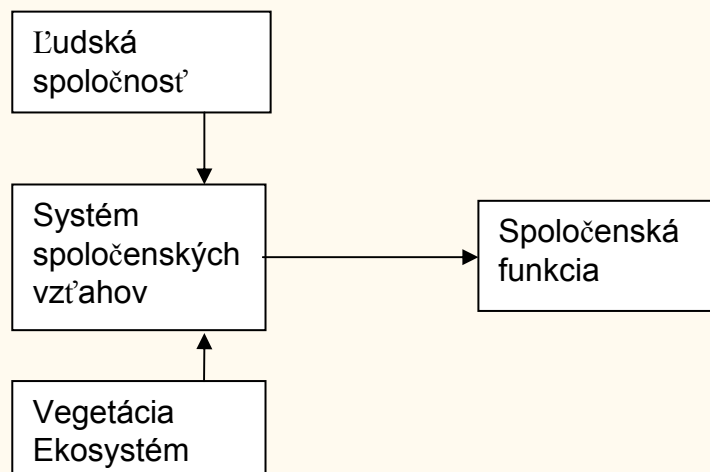 Ľudská
spoločnosť
Systém
spoločenských
vzťahov
Spoločenská
funkcia
Vegetácia
Ekosystém